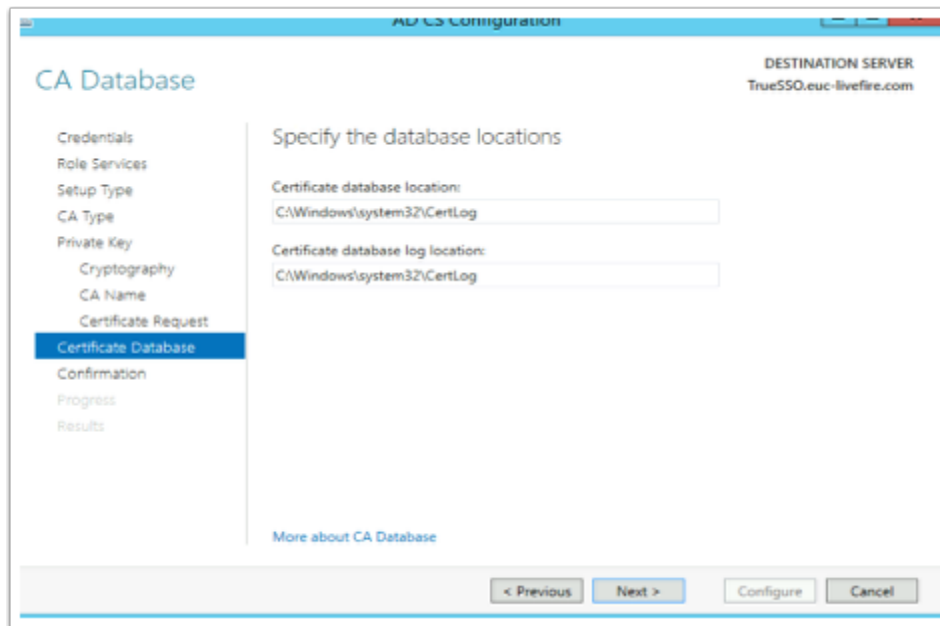 AD CS Configuration
CA Database
DESTINATION SERVER
TrueSSO.euc-livefire.com
Credentials
Role Services
Setup Type
CA Type
Private Key
Cryptography
CA Name
Certificate Request
Certificate Database
Confirmation
Progress
Results
Specify the database locations
Certificate database location:
C:\Windows\system32\CertLog
Certificate database log location:
C:\Windows\system32\CertLog
More about CA Database
< Previous
Next >
Configure
Cancel